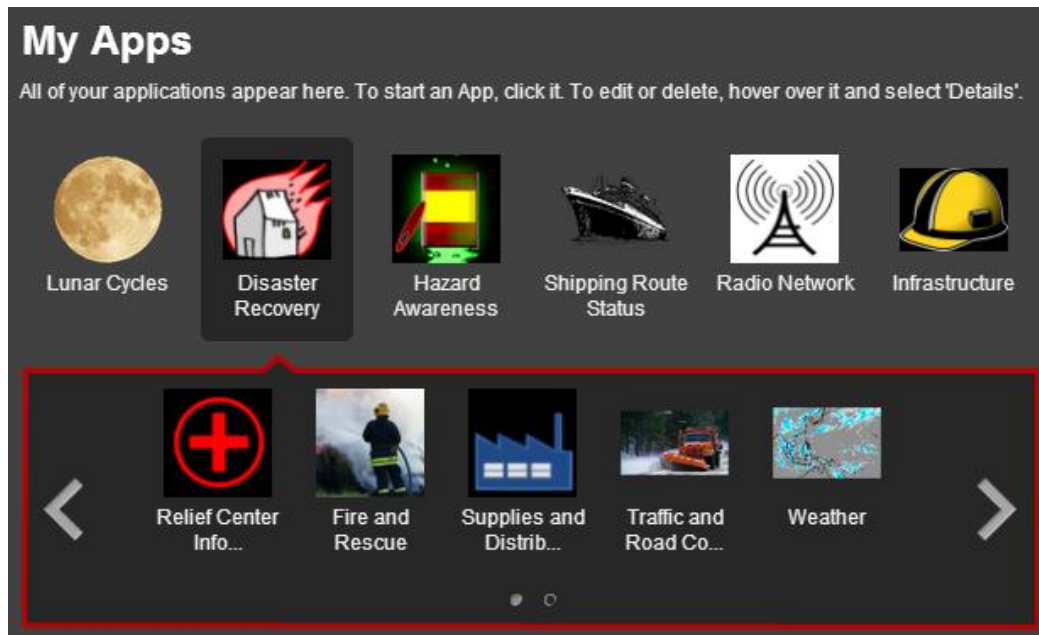 My Apps
All of your applications appear here. To start an App, click it. To edit or delete, hover over it and select 'Details'.
Lunar Cycles
Disaster
Recovery
Hazard
Awareness
Shipping Route
Status
Radio Network
Infrastructure
Relief Center
Info...
Fire and
Rescue
Supplies and
Distrib...
Traffic and
Road Co...
Weather